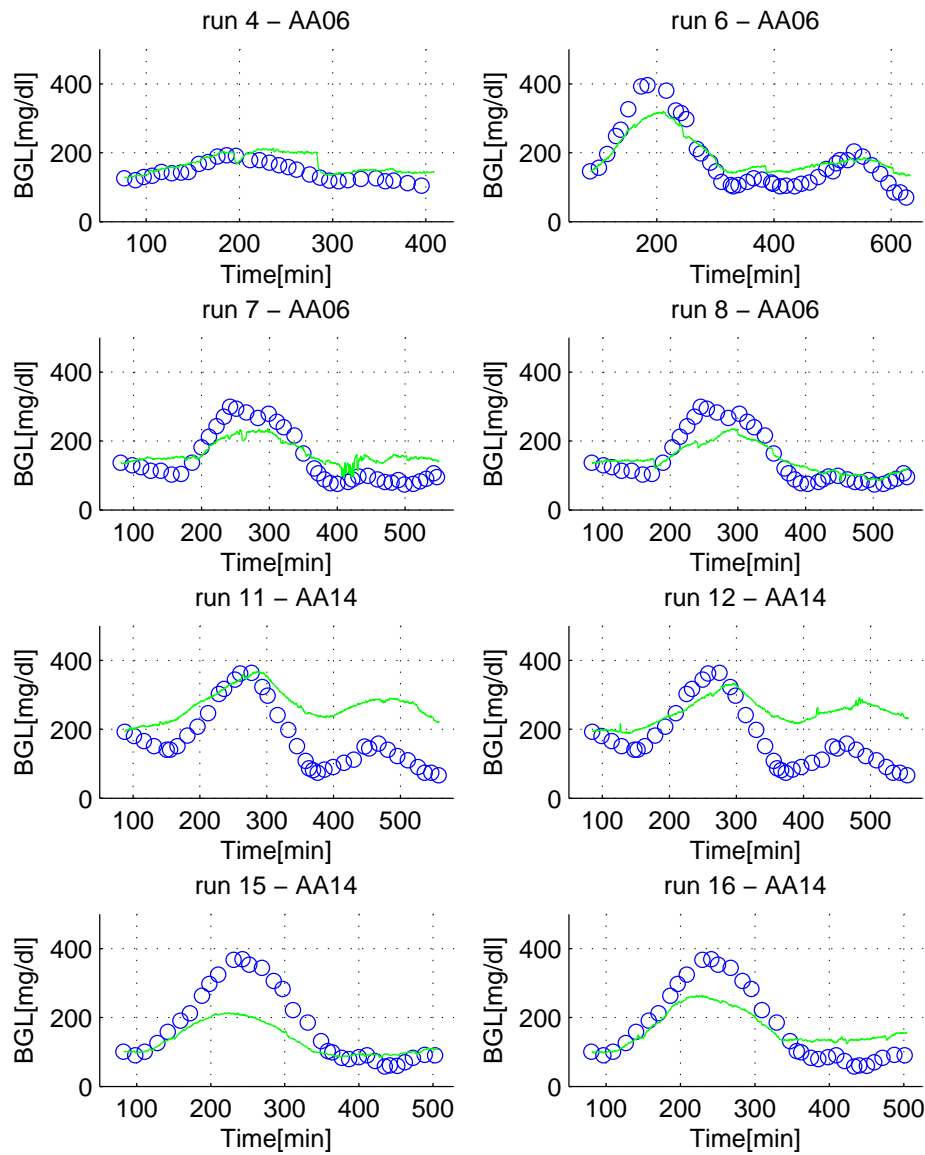 run 4 − AA06
BGL[mg/dl]
400
200
0
100 200 300 400
Time[min]
run 6 − AA06
BGL[mg/dl]
400
200
0
200 400 600
Time[min]
run 7 − AA06
BGL[mg/dl]
400
200
0
100 200 300 400 500
Time[min]
run 8 − AA06
BGL[mg/dl]
400
200
0
100 200 300 400 500
Time[min]
run 11 − AA14
BGL[mg/dl]
400
200
0
100 200 300 400 500
Time[min]
run 12 − AA14
BGL[mg/dl]
400
200
0
100 200 300 400 500
Time[min]
run 15 − AA14
BGL[mg/dl]
400
200
0
100 200 300 400 500
Time[min]
run 16 − AA14
BGL[mg/dl]
400
200
0
100 200 300 400 500
Time[min]